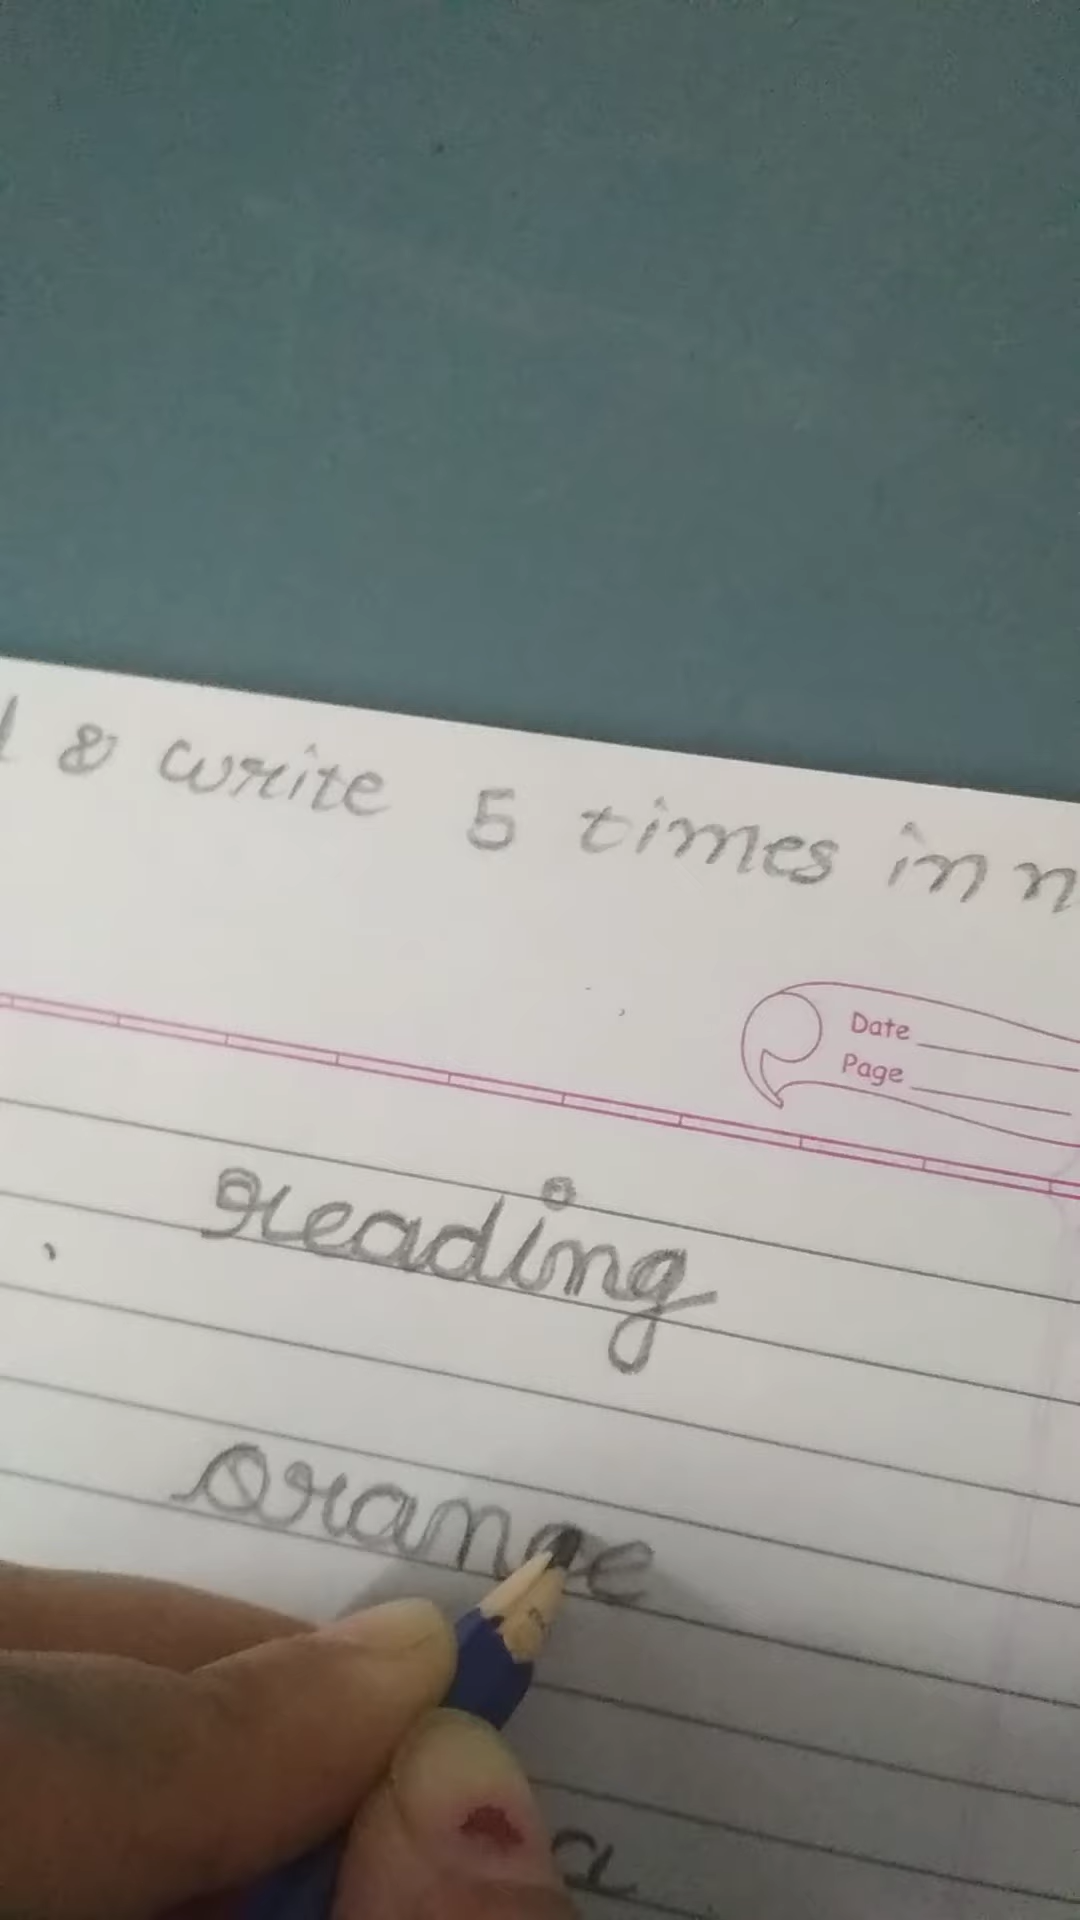 & write 5 times in
Date
Page
reading
orange
a